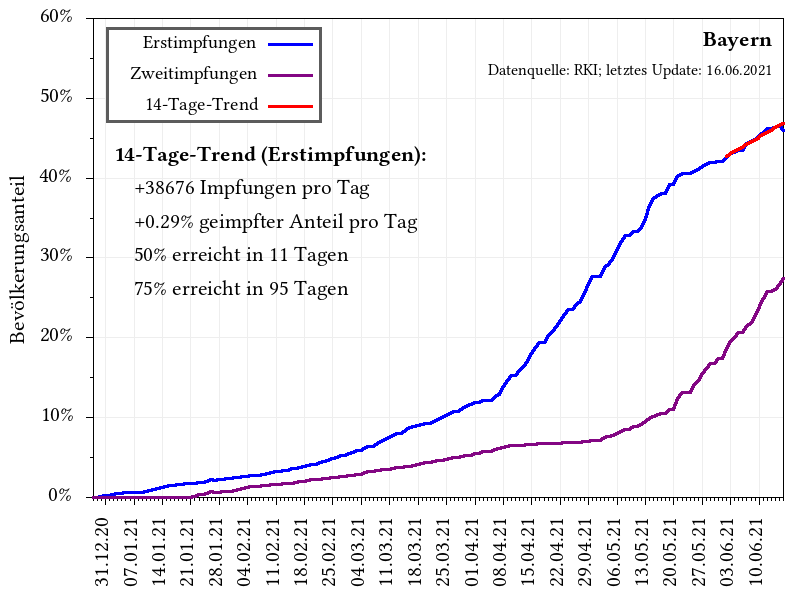 60%
50%
40%
30%
20%
10%
0%
Bevölkerungsanteil
Erstimpfungen
Zweitimpfungen
14-Tage-Trend
Bayern
Datenquelle: RKI; letztes Update: 16.06.2021
14-Tage-Trend (Erstimpfungen):
+38676 Impfungen pro Tag
+0.29% geimpfter Anteil pro Tag
50% erreicht in 11 Tagen
75% erreicht in 95 Tagen
31.12.20
07.01.21
14.01.21
21.01.21
28.01.21
04.02.21
11.02.21
18.02.21
25.02.21
04.03.21
11.03.21
18.03.21
25.03.21
01.04.21
08.04.21
15.04.21
22.04.21
29.04.21
06.05.21
13.05.21
20.05.21
27.05.21
03.06.21
10.06.21